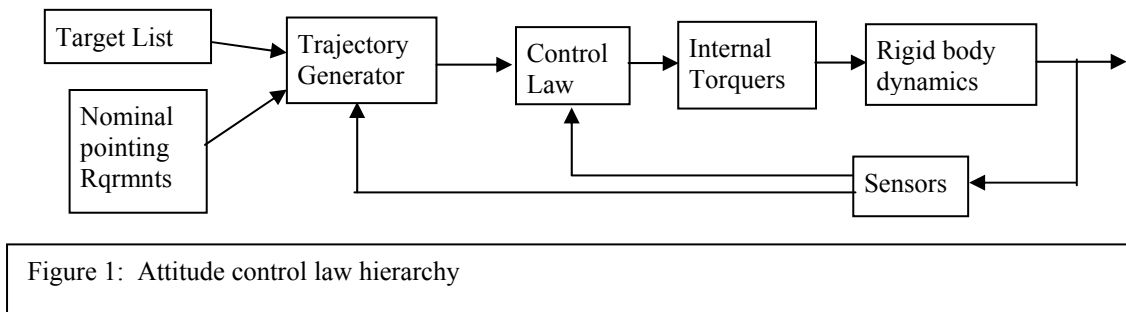 Target List
Nominal
pointing
Rqrmnts
Trajectory
Generator
Control
Law
Internal
Torquers
Rigid body
dynamics
Sensors
Figure 1: Attitude control law hierarchy